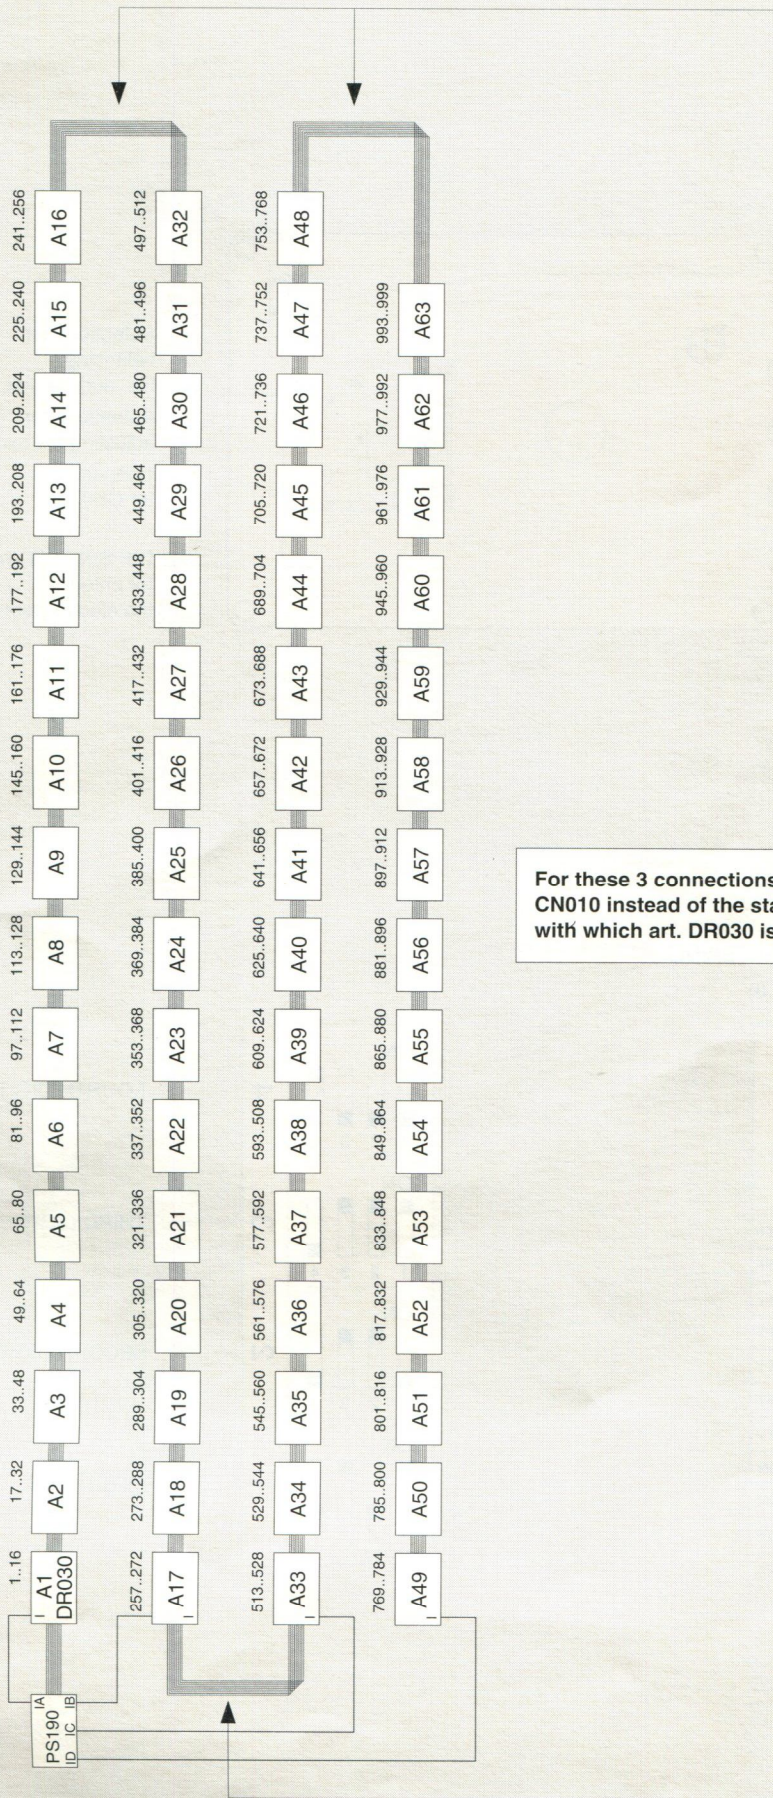 241..256
A16
225..240
A15
209..224
A14
193..208
A13
177..192
A12
161..176
A11
145..160
A10
129..144
A9
113..128
A8
97..112
A7
81..96
A6
65..80
A5
49..64
A4
33..48
A3
17..32
A2
1..16
A1
DR030
I
497..512
A32
481..496
A31
465..480
A30
449..464
A29
433..448
A28
417..432
A27
401..416
A26
385..400
A25
369..384
A24
353..368
A23
337..352
A22
321..336
A21
305..320
A20
289..304
A19
273..288
A18
257..272
A17
I
753..768
A48
737..752
A47
721..736
A46
705..720
A45
689..704
A44
673..688
A43
657..672
A42
641..656
A41
625..640
A40
609..624
A39
593..508
A38
577..592
A37
561..576
A36
545..560
A35
529..544
A34
513..528
A33
I
993..999
A63
977..992
A62
961..976
A61
945..960
A60
929..944
A59
913..928
A58
897..912
A57
881..896
A56
865..880
A55
849..864
A54
833..848
A53
817..832
A52
801..816
A51
785..800
A50
769..784
A49
I
PS190
IA
IB
IC
ID
For these 3 connections
CN010 instead of the sta
with which art. DR030 is